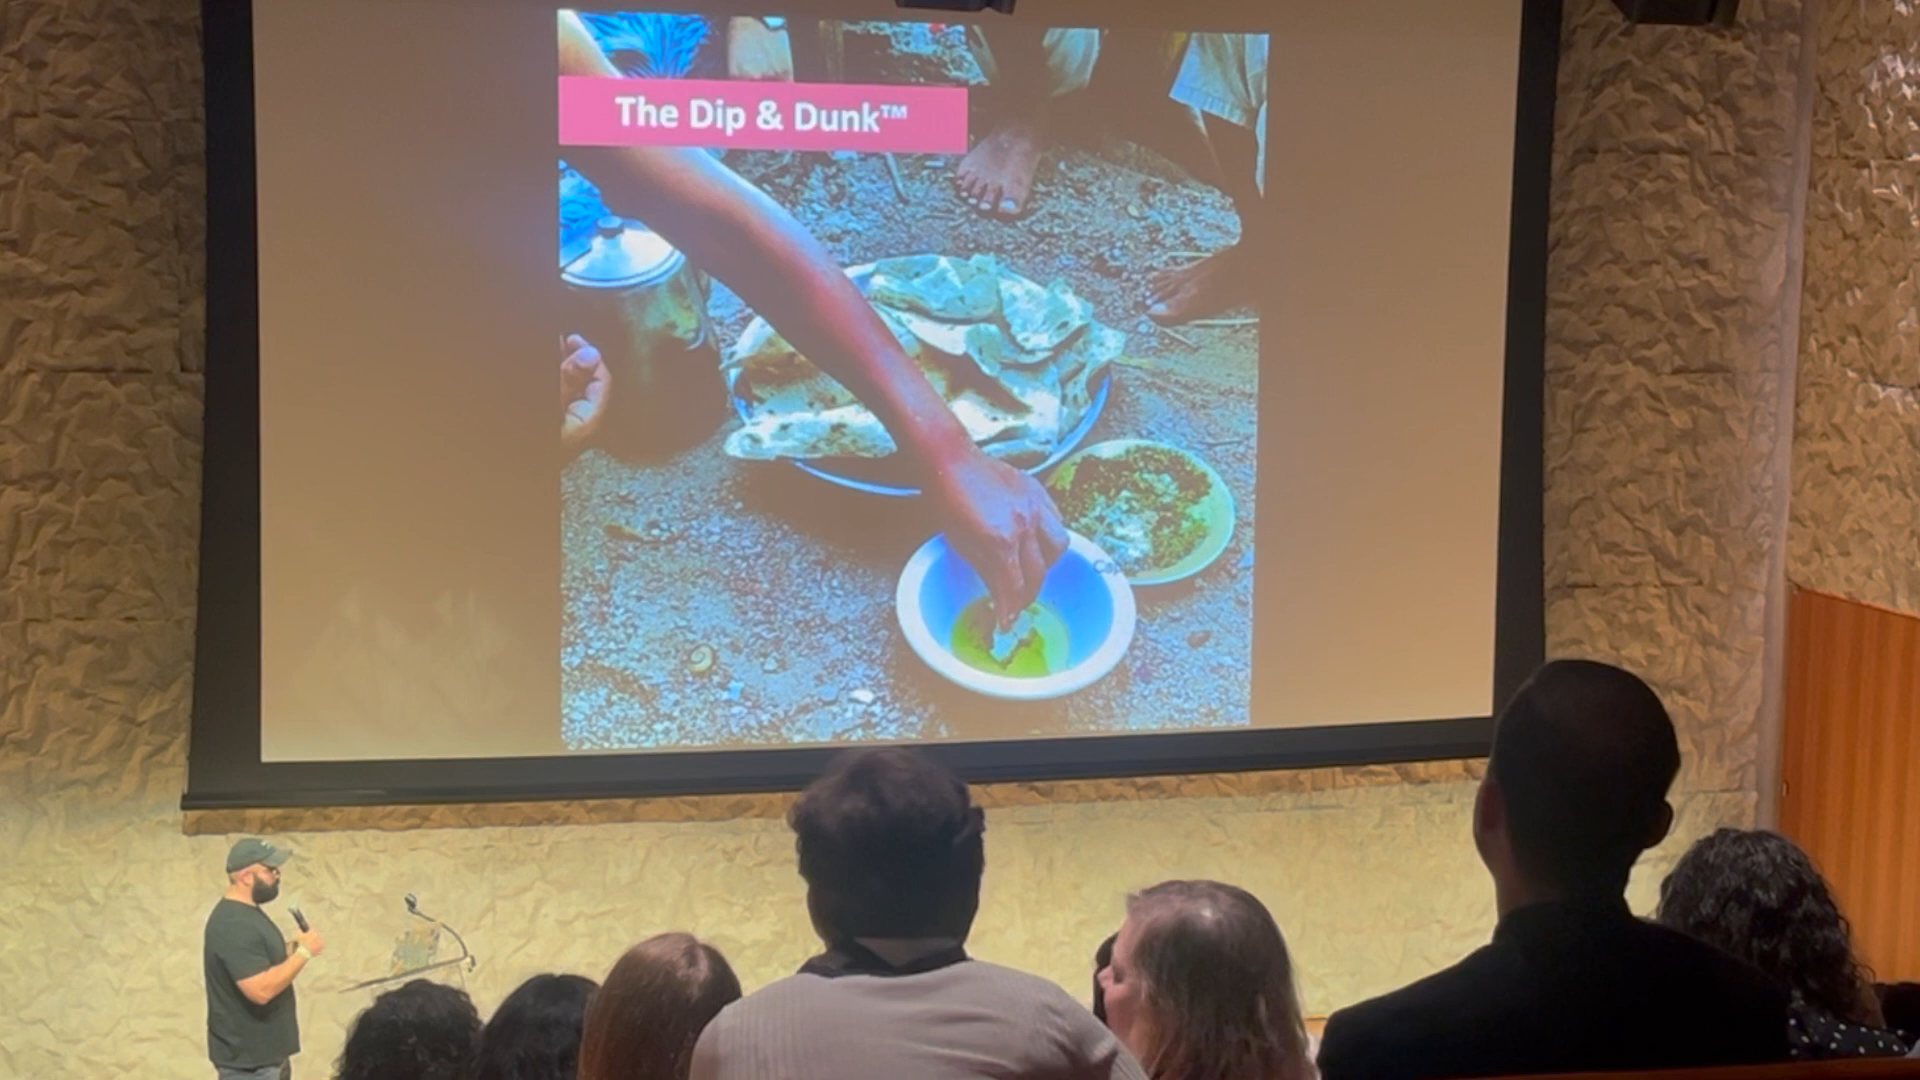 The Dip & Dunk™